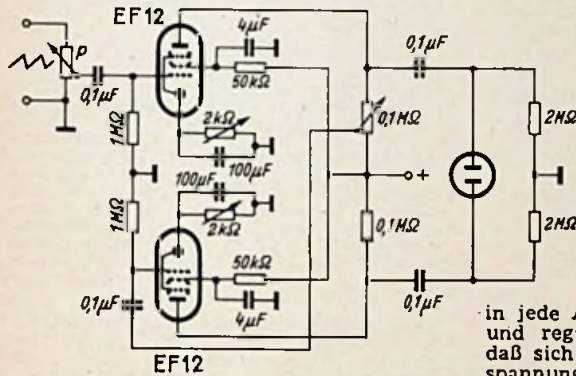 EF12
4µF
0,1µF
P
50kΩ
0,1µF
2kΩ
0,1MΩ
2MΩ
1MΩ
100µF
+
100µF
1MΩ
2kΩ
0,1MΩ
2MΩ
50kΩ
0,1µF
4µF
0,1µF
EF12
in jede
und reg
daß sich
spannung